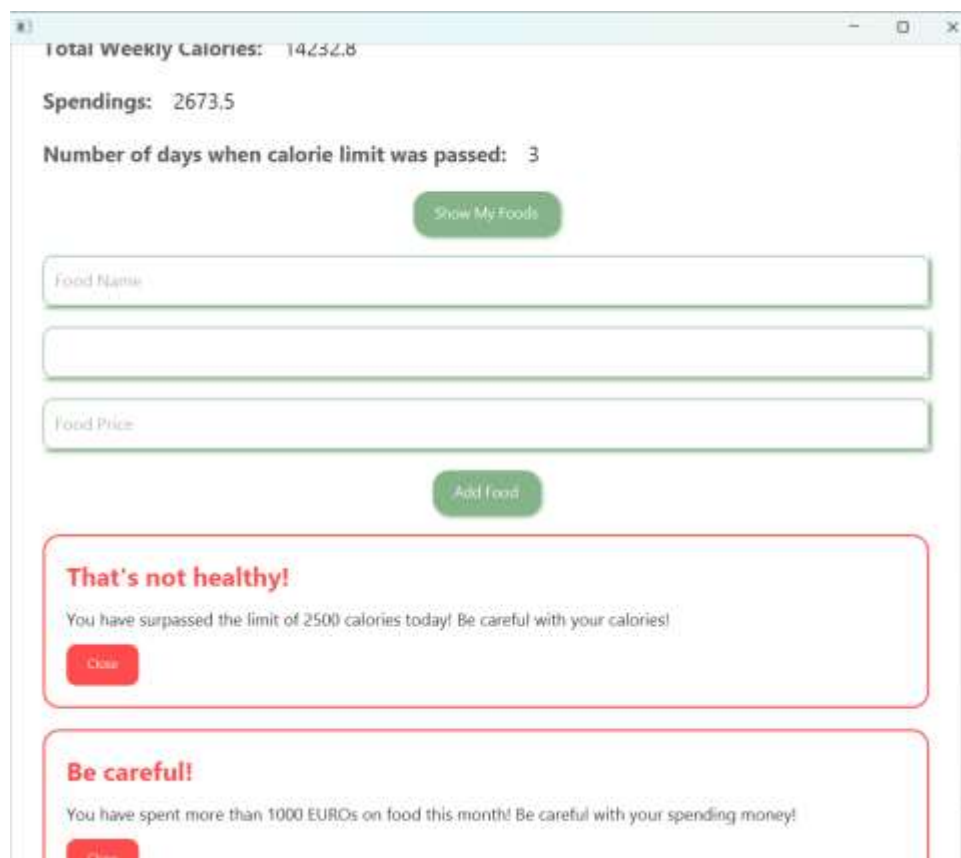 Total Weekly Calories: 14232.8
Spendings: 2673.5
Number of days when calorie limit was passed: 3
Show My Foods
Food Name
Food Price
Add Food
That's not healthy!
You have surpassed the limit of 2500 calories today! Be careful with your calories!
Close
Be careful!
You have spent more than 1000 EUROs on food this month! Be careful with your spending money!
Close